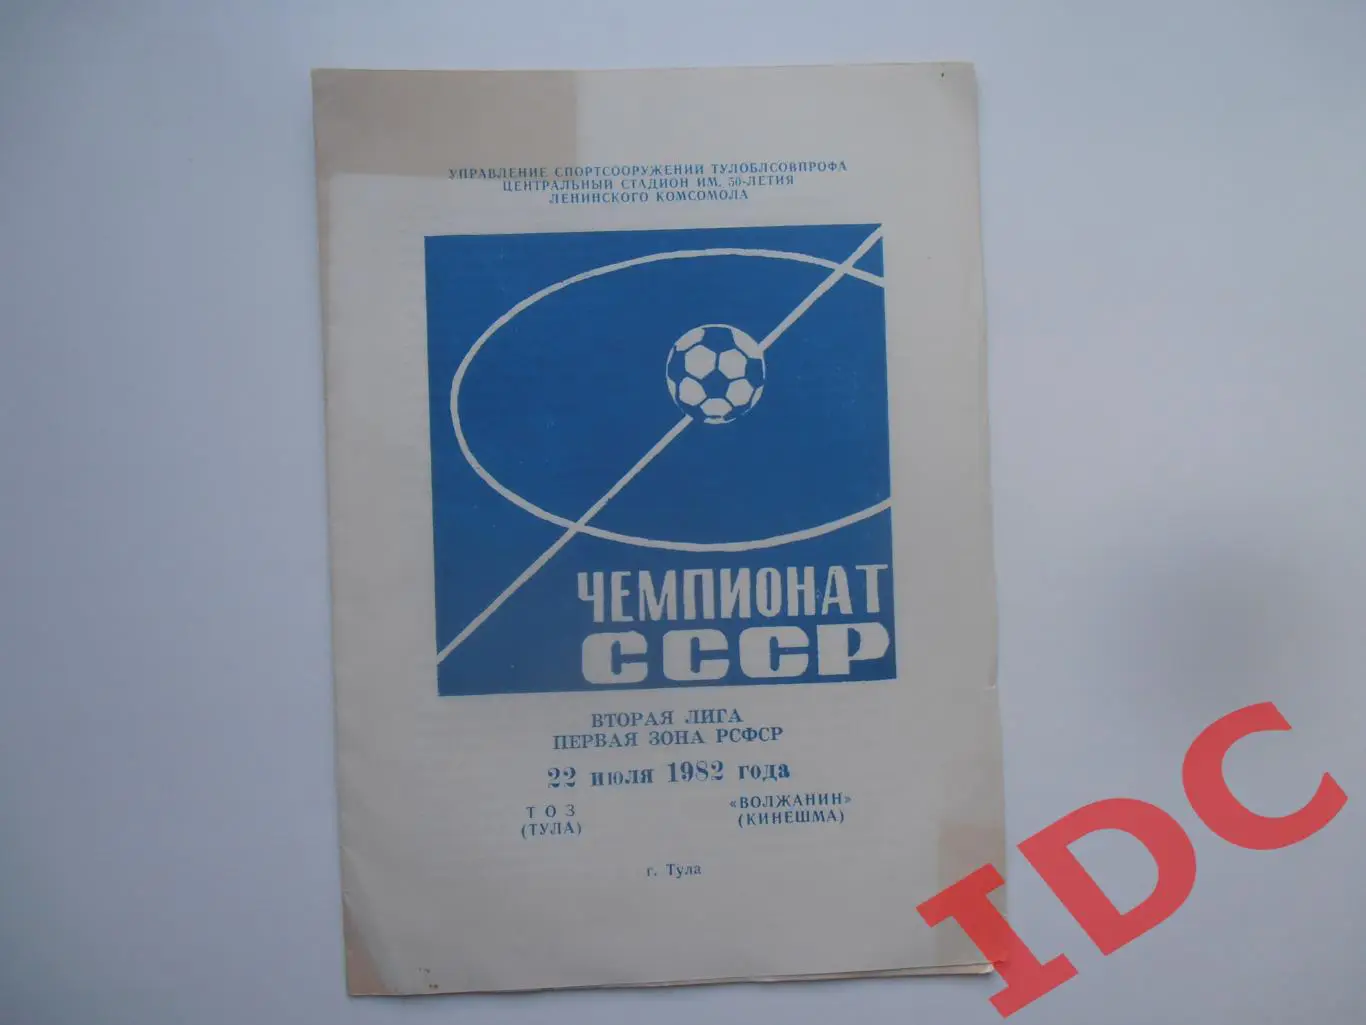 УПРАВЛЕНИЕ СПОРТСООРУЖЕНИЙ ТУЛОБЛСОВПРОФА
ЦЕНТРАЛЬНЫЙ СТАДИОН ИМ. 50-ЛЕТИЯ
ЛЕНИНСКОГО КОМСОМОЛА
ЧЕМПИОНАТ
СССР
ВТОРАЯ ЛИГА
ПЕРВАЯ ЗОНА РСФСР
22 июля 1982 года
ТОЗ «ВОЛЖАНИН»
(ТУЛА) (КИНЕШМА)
г. Тула
IDC